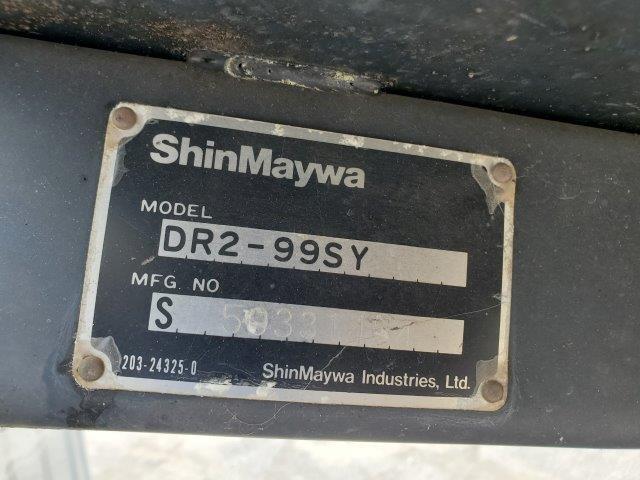 ShinMaywa
MODEL
DR2-99SY
MFG. NO
S
203-24325-0
ShinMaywa Industries, Ltd.